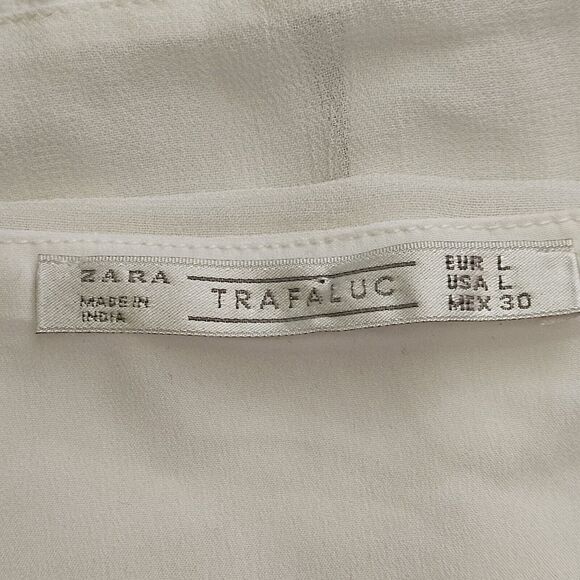 ZARA
MADE IN
INDIA
TRAFALUC
EUR L
USA L
MEX 30